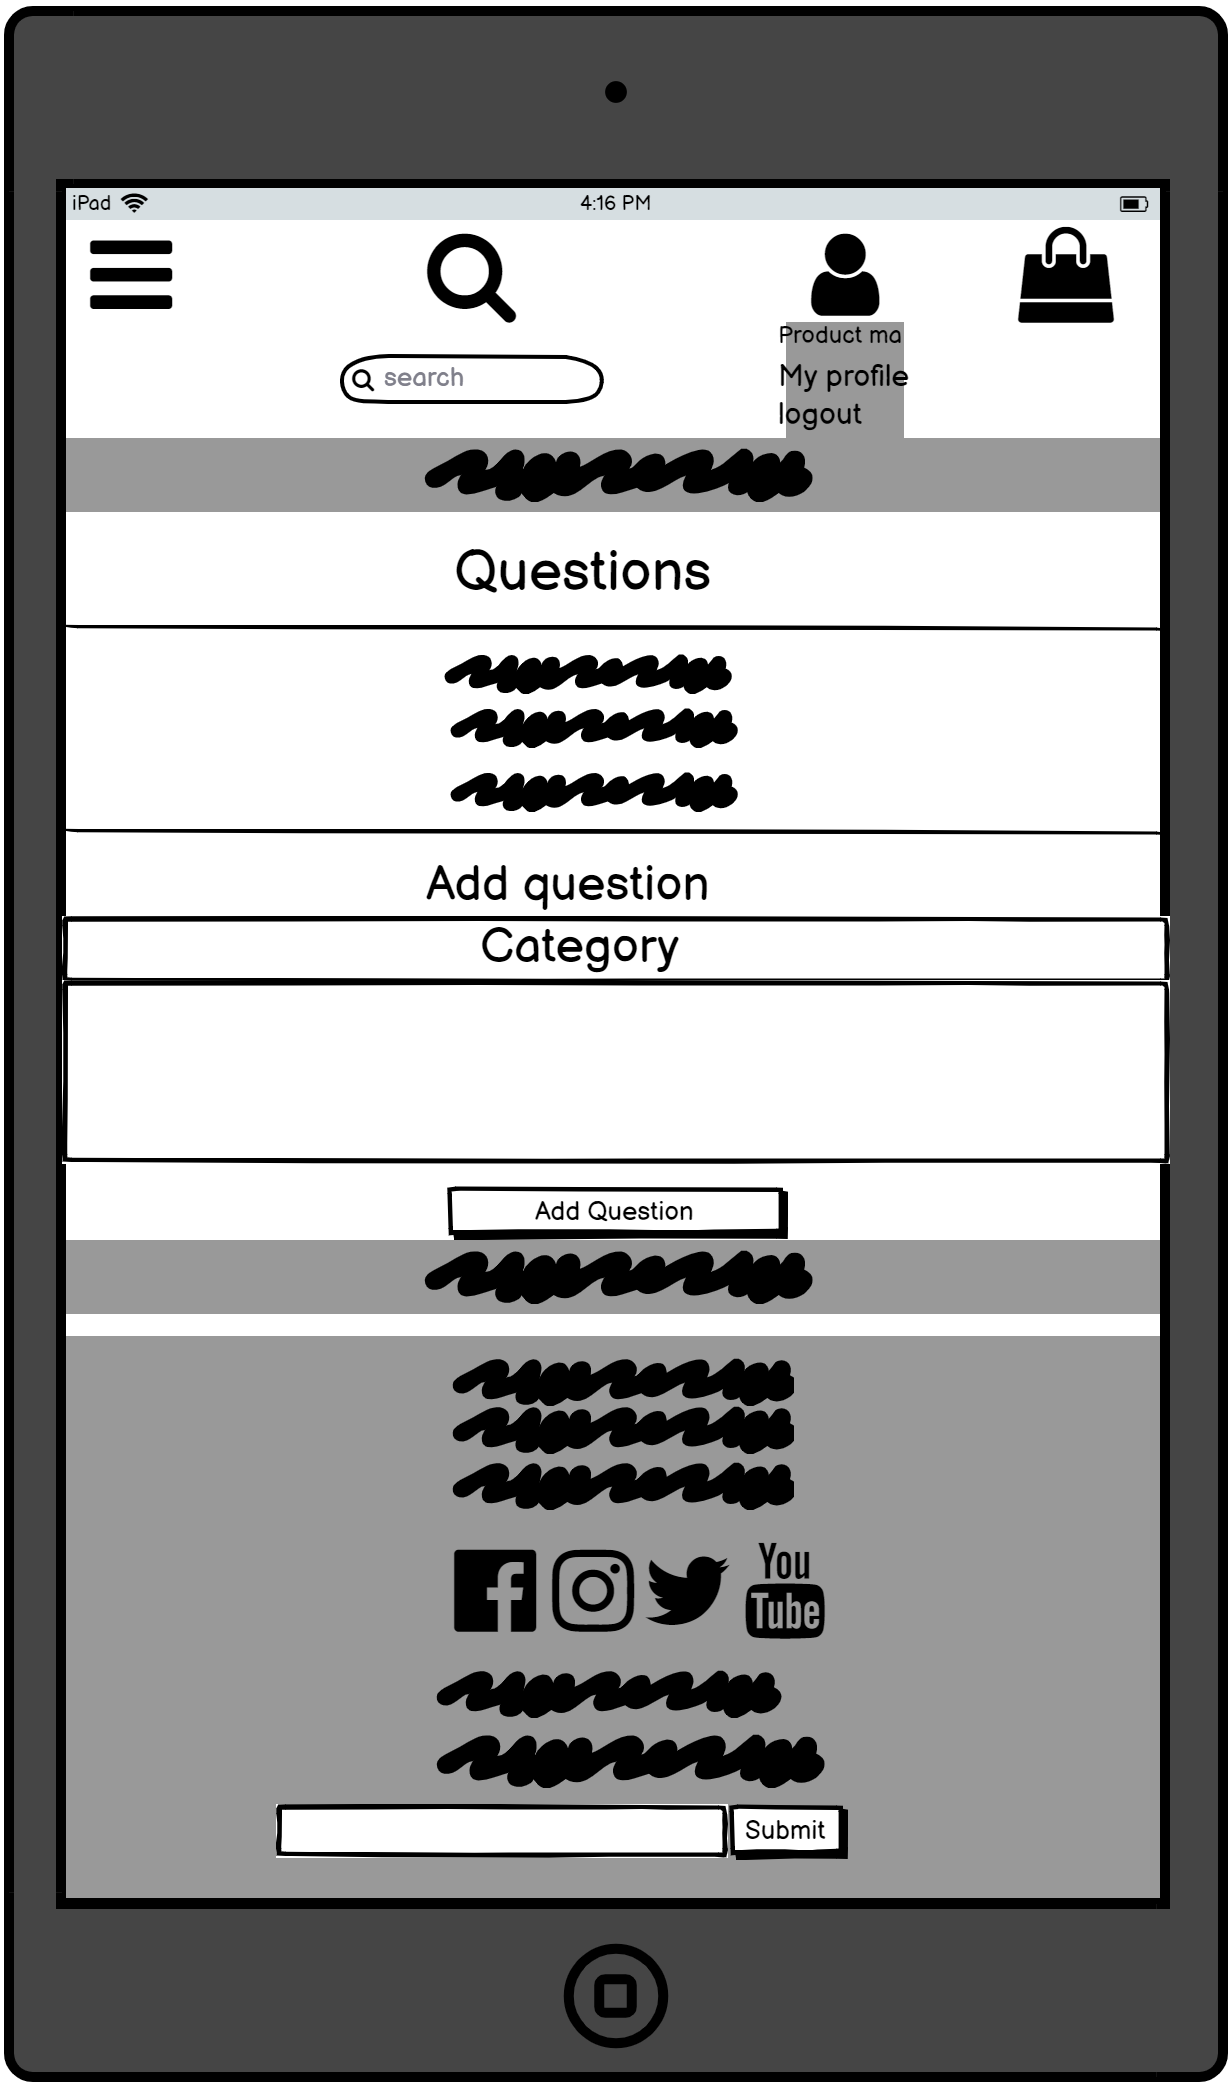 iPad 4:16 PM
Product ma
search
My profile
logout
Questions
Add question
Category
Add Question
You
Tube
Submit